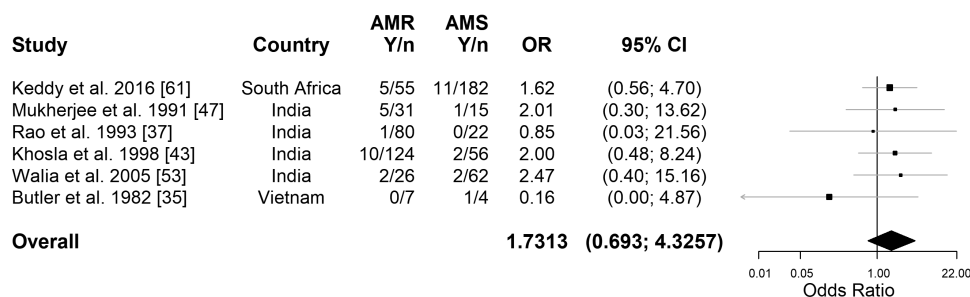 AMR AMS
Study Country Y/n Y/n OR 95% CI
Keddy et al. 2016 [61] South Africa 5/55 11/182 1.62 (0.56; 4.70)
Mukherjee et al. 1991 [47] India 5/31 1/15 2.01 (0.30; 13.62)
Rao et al. 1993 [37] India 1/80 0/22 0.85 (0.03; 21.56)
Khosla et al. 1998 [43] India 10/124 2/56 2.00 (0.48; 8.24)
Walia et al. 2005 [53] India 2/26 2/62 2.47 (0.40; 15.16)
Butler et al. 1982 [35] Vietnam 0/7 1/4 0.16 (0.00; 4.87)
Overall 1.7313 (0.693; 4.3257)
0.01 0.05 1.00 22.00
Odds Ratio